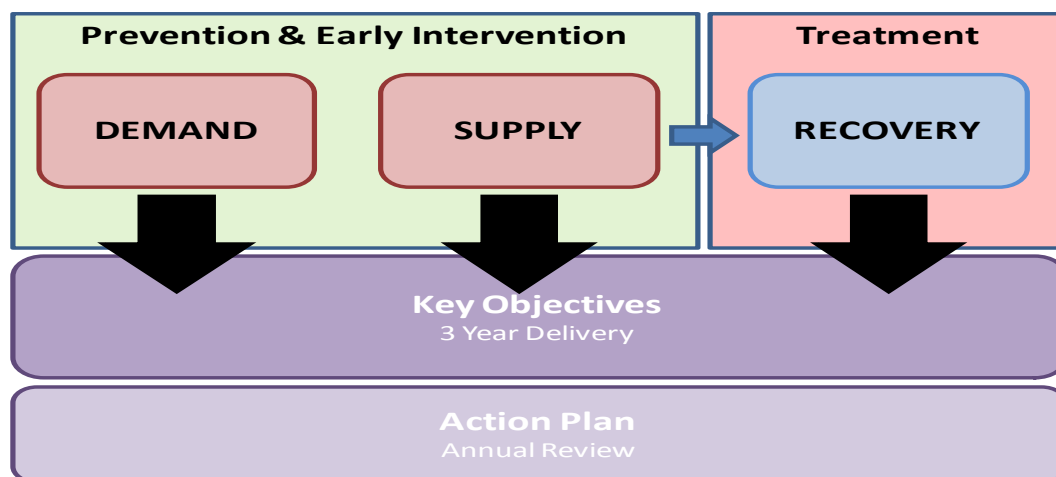 Prevention & Early Intervention
Treatment
DEMAND
SUPPLY
RECOVERY
Key Objectives
3 Year Delivery
Action Plan
Annual Review